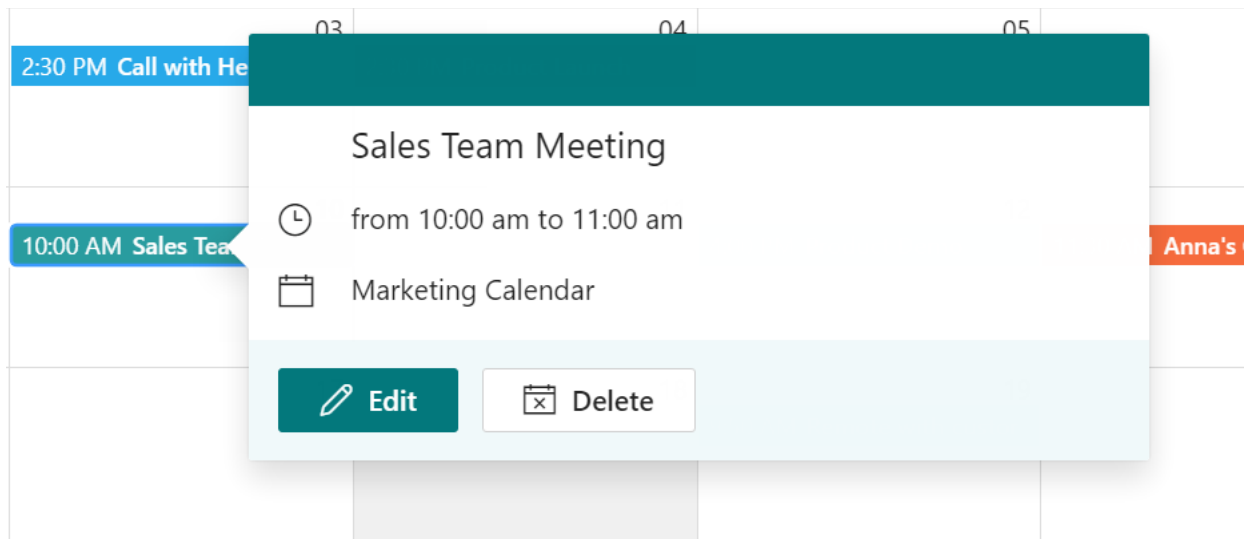 03 04 05
2:30 PM Call with He
Sales Team Meeting
from 10:00 am to 11:00 am
10:00 AM Sales Tea
Anna's
Marketing Calendar
Edit Delete